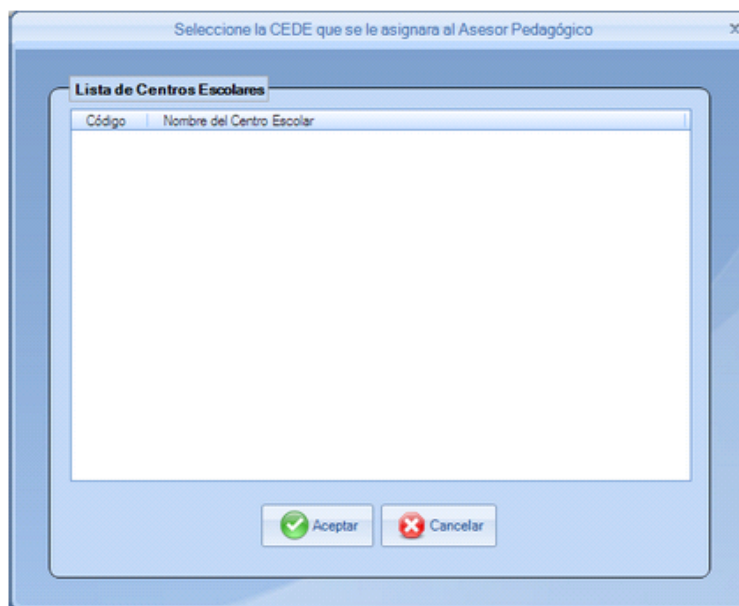 Seleccione la CEDE que se le asignara al Asesor Pedagógico
Lista de Centros Escolares
Código Nombre del Centro Escolar
Aceptar Cancelar